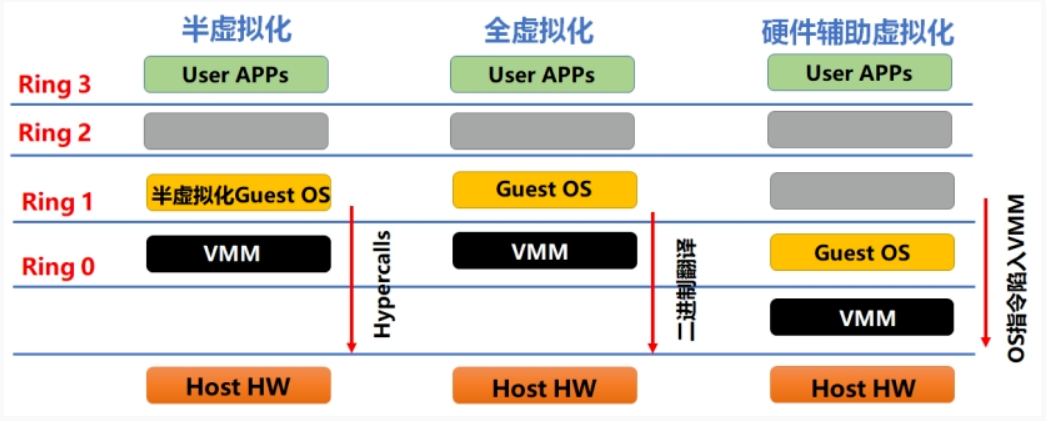 半虚拟化 全虚拟化 硬件辅助虚拟化
Ring 3 User APPs User APPs User APPs
Ring 2
Ring 1 半虚拟化Guest OS Guest OS
Ring 0 VMM VMM Guest OS
VMM
Hypercalls
二进制翻译
OS指令陷入VMM
Host HW Host HW Host HW